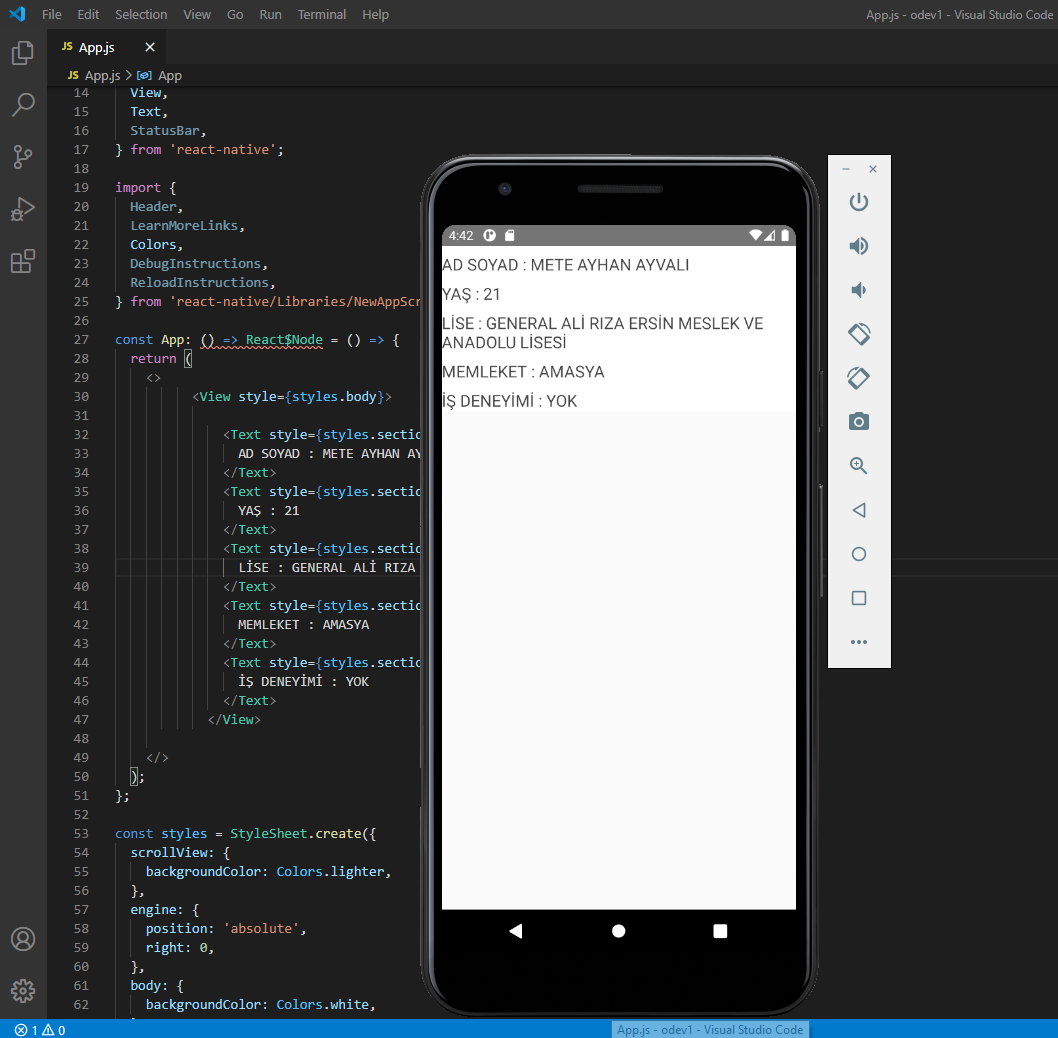 File Edit Selection View Go Run Terminal Help App.js - odev1 - Visual Studio Code
JS App.js
JS App.js > App
14 View,
15 Text,
16 StatusBar,
17 } from 'react-native';
18
19 import {
20 Header,
21 LearnMoreLinks,
22 Colors,
23 DebugInstructions,
24 ReloadInstructions,
25 } from 'react-native/Libraries/NewAppScr
26
27 const App: () => React$Node = () => {
28 return (
29 <>
30 <View style={styles.body}>
31
32 <Text style={styles.sectio
33 AD SOYAD : METE AYHAN AY
34 </Text>
35 <Text style={styles.sectio
36 YAŞ : 21
37 </Text>
38 <Text style={styles.sectio
39 LİSE : GENERAL ALİ RIZA
40 </Text>
41 <Text style={styles.sectio
42 MEMLEKET : AMASYA
43 </Text>
44 <Text style={styles.sectio
45 İŞ DENEYİMİ : YOK
46 </Text>
47 </View>
48
49 </>
50 );
51 };
52
53 const styles = StyleSheet.create({
54 scrollView: {
55 backgroundColor: Colors.lighter,
56 },
57 engine: {
58 position: 'absolute',
59 right: 0,
60 },
61 body: {
62 backgroundColor: Colors.white,
4:42
AD SOYAD : METE AYHAN AYVALI
YAŞ : 21
LİSE : GENERAL ALİ RIZA ERSİN MESLEK VE
ANADOLU LİSESİ
MEMLEKET : AMASYA
İŞ DENEYİMİ : YOK
1 0
App.js - odev1 - Visual Studio Code